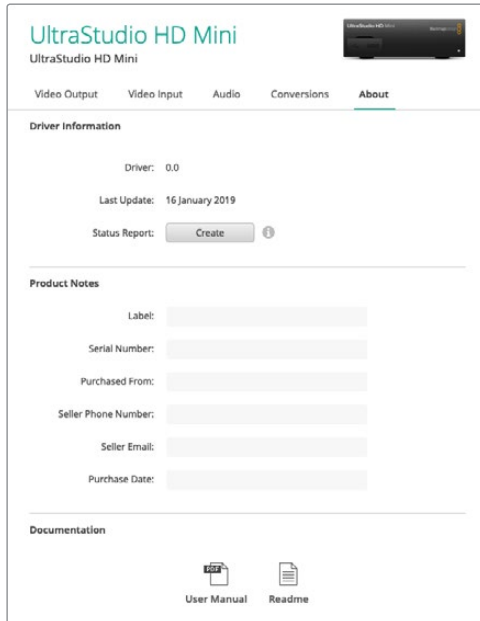 UltraStudio HD Mini
UltraStudio HD Mini
Video Output Video Input Audio Conversions About
Driver Information
Driver: 0.0
Last Update: 16 January 2019
Status Report: Create
Product Notes
Label:
Serial Number:
Purchased From:
Seller Phone Number:
Seller Email:
Purchase Date:
Documentation
PDF
User Manual Readme